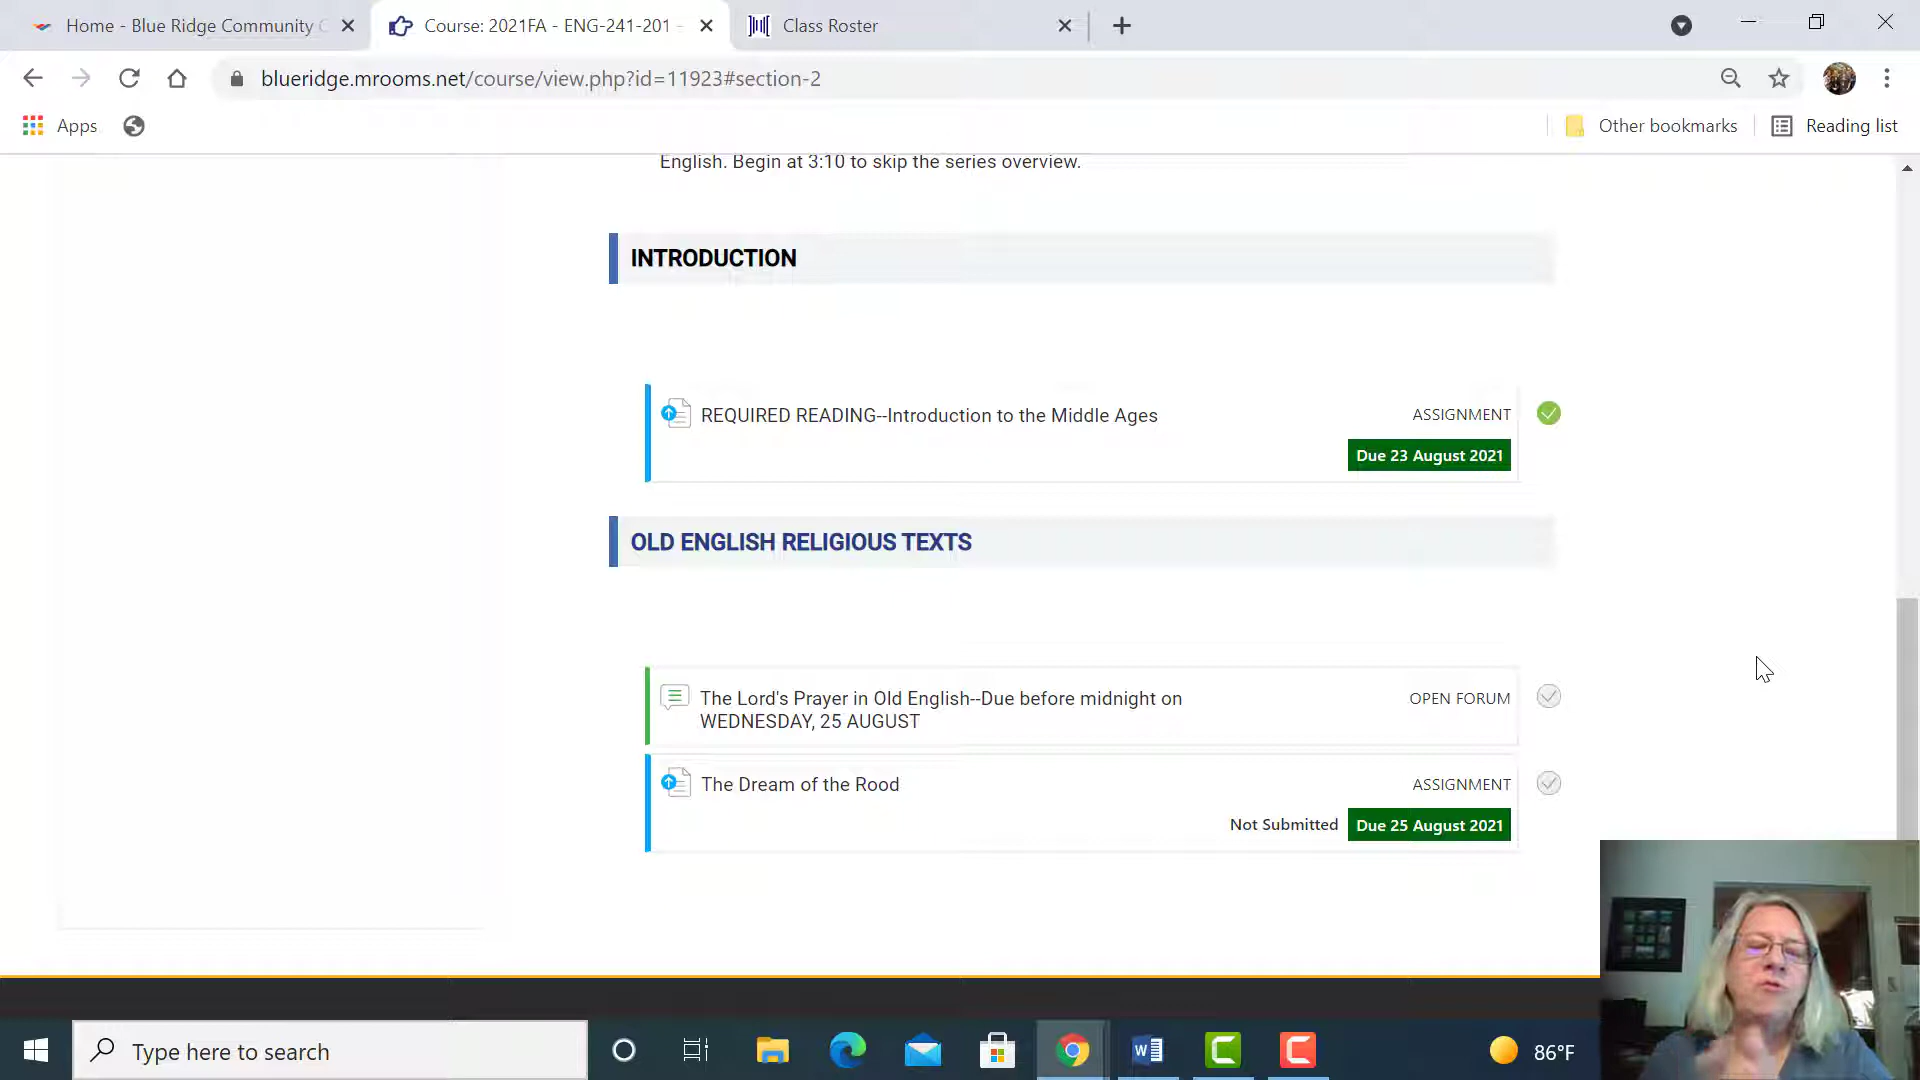 Home - Blue Ridge Community C
Course: 2021FA - ENG-241-201 -
Class Roster
blueridge.mrooms.net/course/view.php?id=11923#section-2
Apps
Other bookmarks
Reading list
English. Begin at 3:10 to skip the series overview.
INTRODUCTION
REQUIRED READING--Introduction to the Middle Ages
ASSIGNMENT
Due 23 August 2021
OLD ENGLISH RELIGIOUS TEXTS
The Lord's Prayer in Old English--Due before midnight on
WEDNESDAY, 25 AUGUST
OPEN FORUM
The Dream of the Rood
ASSIGNMENT
Not Submitted
Due 25 August 2021
Type here to search
86°F